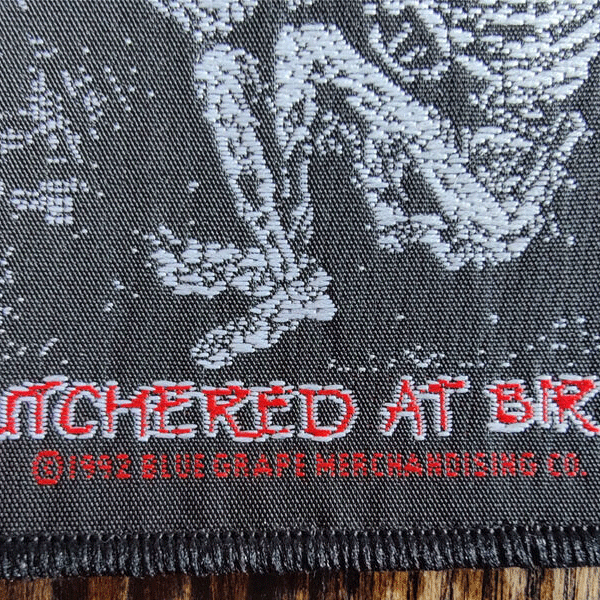 UTCHERED AT BIR
©1992 BLUE GRAPE MERCHANDISING CO.